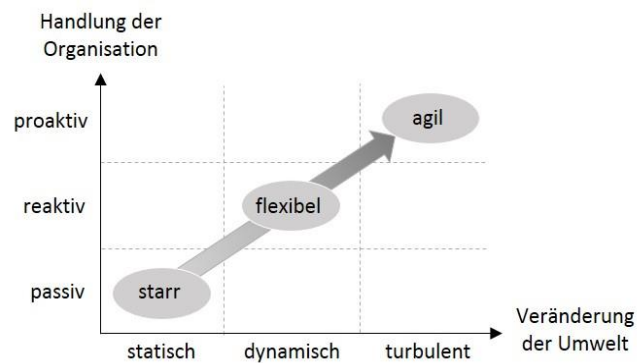 Handlung der
Organisation
proaktiv
agil
reaktiv
flexibel
passiv
starr
statisch
dynamisch
turbulent
Veränderung
der Umwelt